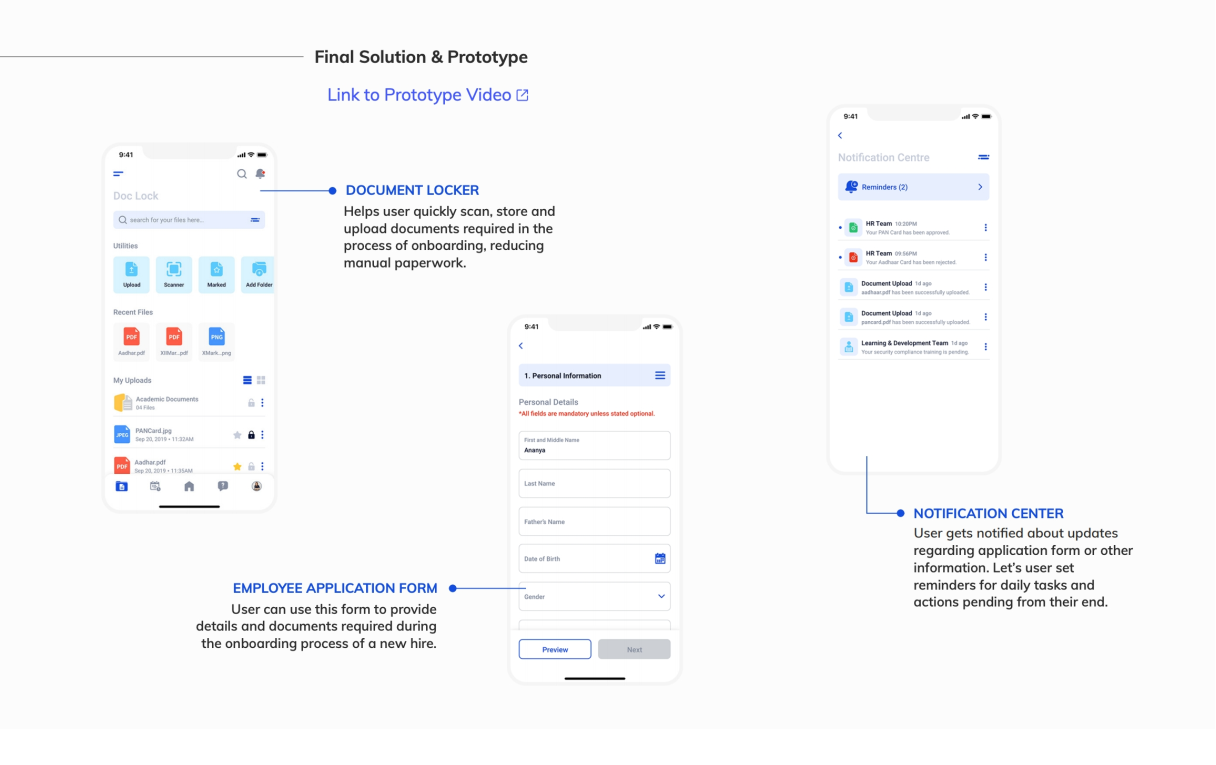 Final Solution & Prototype
Link to Prototype Video
9:41
Doc Lock
search for your files here...
Utilities
Upload
Scanner
Marked
Add Folder
Recent Files
PDF
PDF
PNG
Aadhar.pdf
XIIMar...pdf
XMark...png
My Uploads
Academic Documents
04 Files
JPEG
PANCard.jpg
Sep 20, 2019 • 11:32AM
PDF
Aadhar.pdf
Sep 20, 2019 • 11:35AM
DOCUMENT LOCKER
Helps user quickly scan, store and
upload documents required in the
process of onboarding, reducing
manual paperwork.
9:41
1. Personal Information
Personal Details
*All fields are mandatory unless stated optional.
First and Middle Name
Ananya
Last Name
Father's Name
Date of Birth
Gender
Preview
Next
EMPLOYEE APPLICATION FORM
User can use this form to provide
details and documents required during
the onboarding process of a new hire.
9:41
Notification Centre
Reminders (2)
HR Team 10:20PM
Your PAN Card has been approved.
HR Team 09:56PM
Your Aadhaar Card has been rejected.
Document Upload 1d ago
aadhaar.pdf has been successfully uploaded.
Document Upload 1d ago
pancard.pdf has been successfully uploaded.
Learning & Development Team 1d ago
Your security compliance training is pending.
NOTIFICATION CENTER
User gets notified about updates
regarding application form or other
information. Let's user set
reminders for daily tasks and
actions pending from their end.